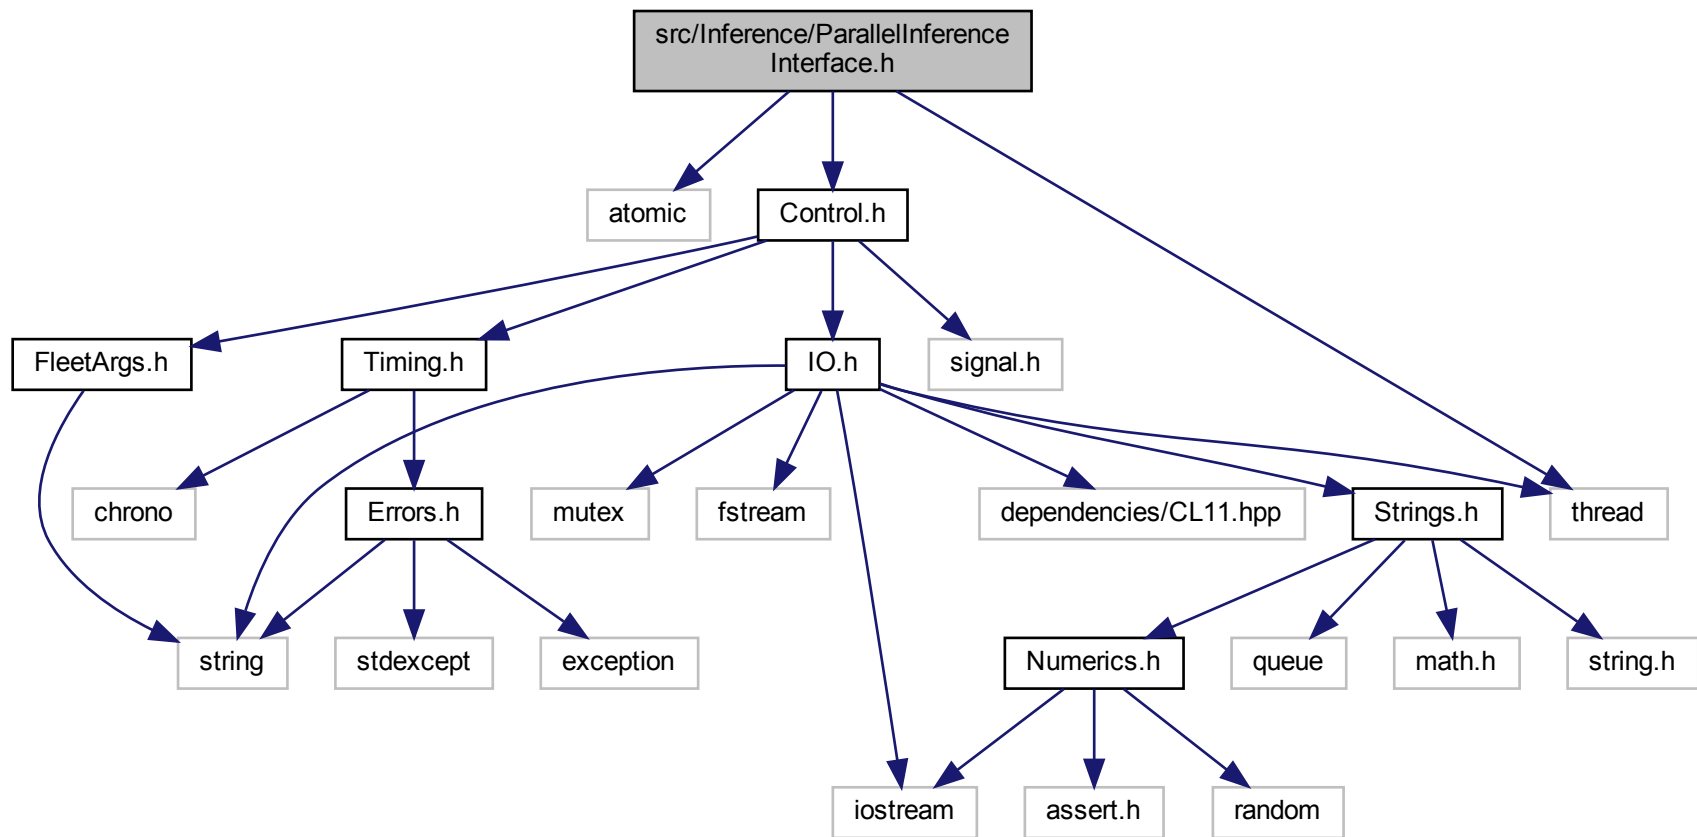 src/Inference/ParallelInference
Interface.h
atomic
Control.h
FleetArgs.h
Timing.h
IO.h
signal.h
chrono
Errors.h
mutex
fstream
dependencies/CL11.hpp
Strings.h
thread
string
stdexcept
exception
Numerics.h
queue
math.h
string.h
iostream
assert.h
random